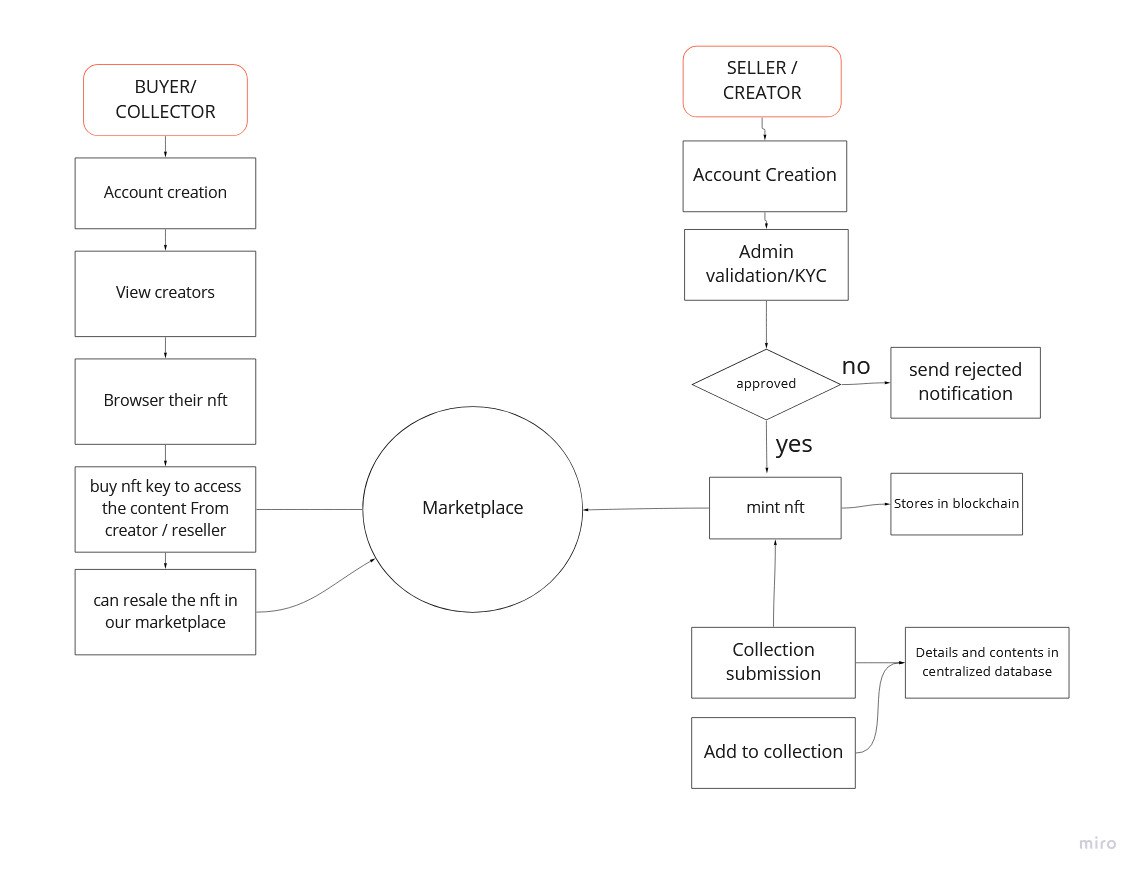 BUYER/
COLLECTOR
Account creation
View creators
Browser their nft
buy nft key to access
the content From
creator / reseller
can resale the nft in
our marketplace
Marketplace
SELLER /
CREATOR
Account Creation
Admin
validation/KYC
approved
no
send rejected
notification
yes
mint nft
Stores in blockchain
Collection
submission
Details and contents in
centralized database
Add to collection
miro